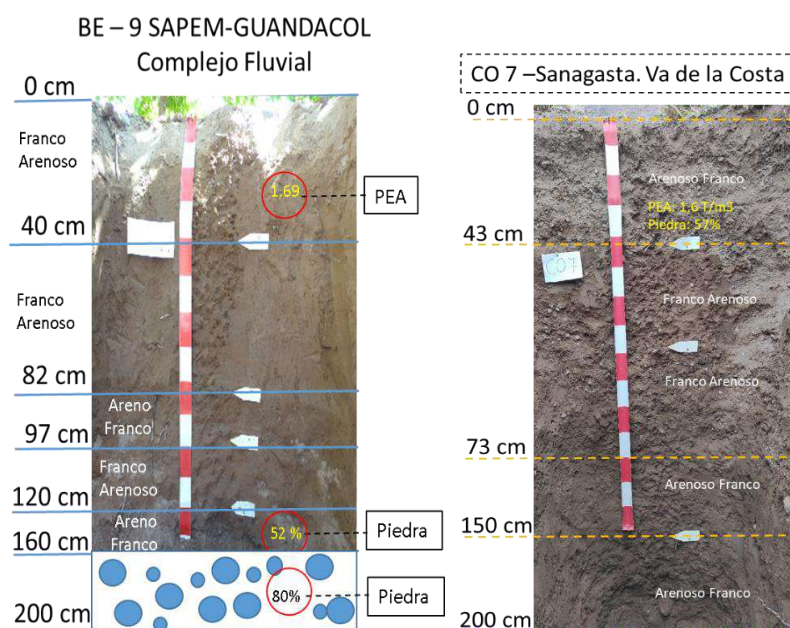 BE – 9 SAPEM-GUANDACOL
Complejo Fluvial
0 cm
Franco
Arenoso
1,69
PEA
40 cm
Franco
Arenoso
82 cm
Areno
Franco
97 cm
Franco
Arenoso
120 cm
Areno
Franco
52 %
Piedra
160 cm
80%
Piedra
200 cm
CO 7 –Sanagasta. Va de la Costa
0 cm
Arenoso Franco
PEA: 1,6 T/m3
Piedra: 57%
43 cm
CO7
Franco Arenoso
Franco Arenoso
73 cm
Arenoso Franco
150 cm
Arenoso Franco
200 cm